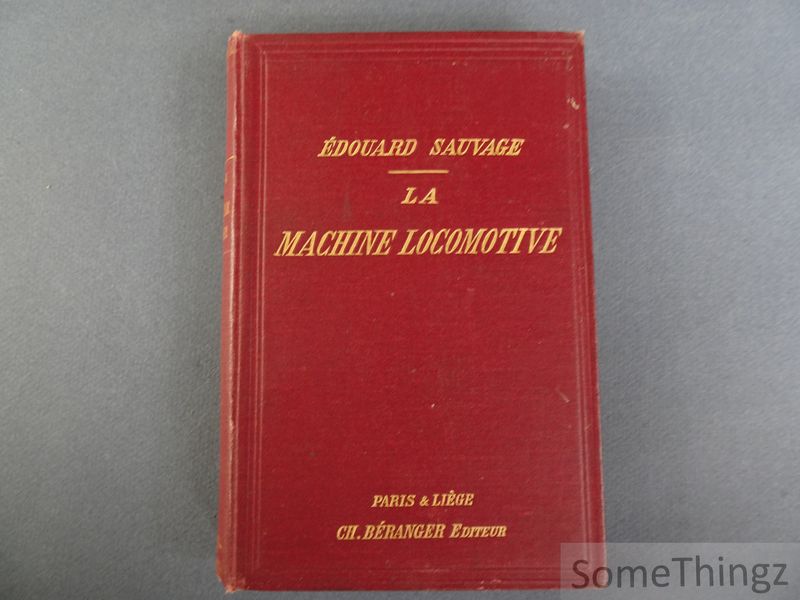 ÉDOUARD SAUVAGE
LA
MACHINE LOCOMOTIVE
PARIS & LIÈGE
CH. BÉRANGER EDITEUR
SomeThingz